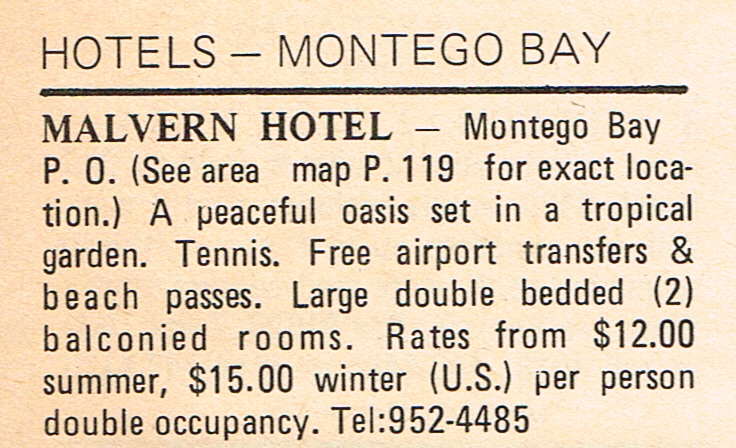 HOTELS — MONTEGO BAY
MALVERN HOTEL — Montego Bay
P. O. (See area map P. 119 for exact loca-
tion.) A peaceful oasis set in a tropical
garden. Tennis. Free airport transfers &
beach passes. Large double bedded (2)
balconied rooms. Rates from $12.00
summer, $15.00 winter (U.S.) per person
double occupancy. Tel:952-4485